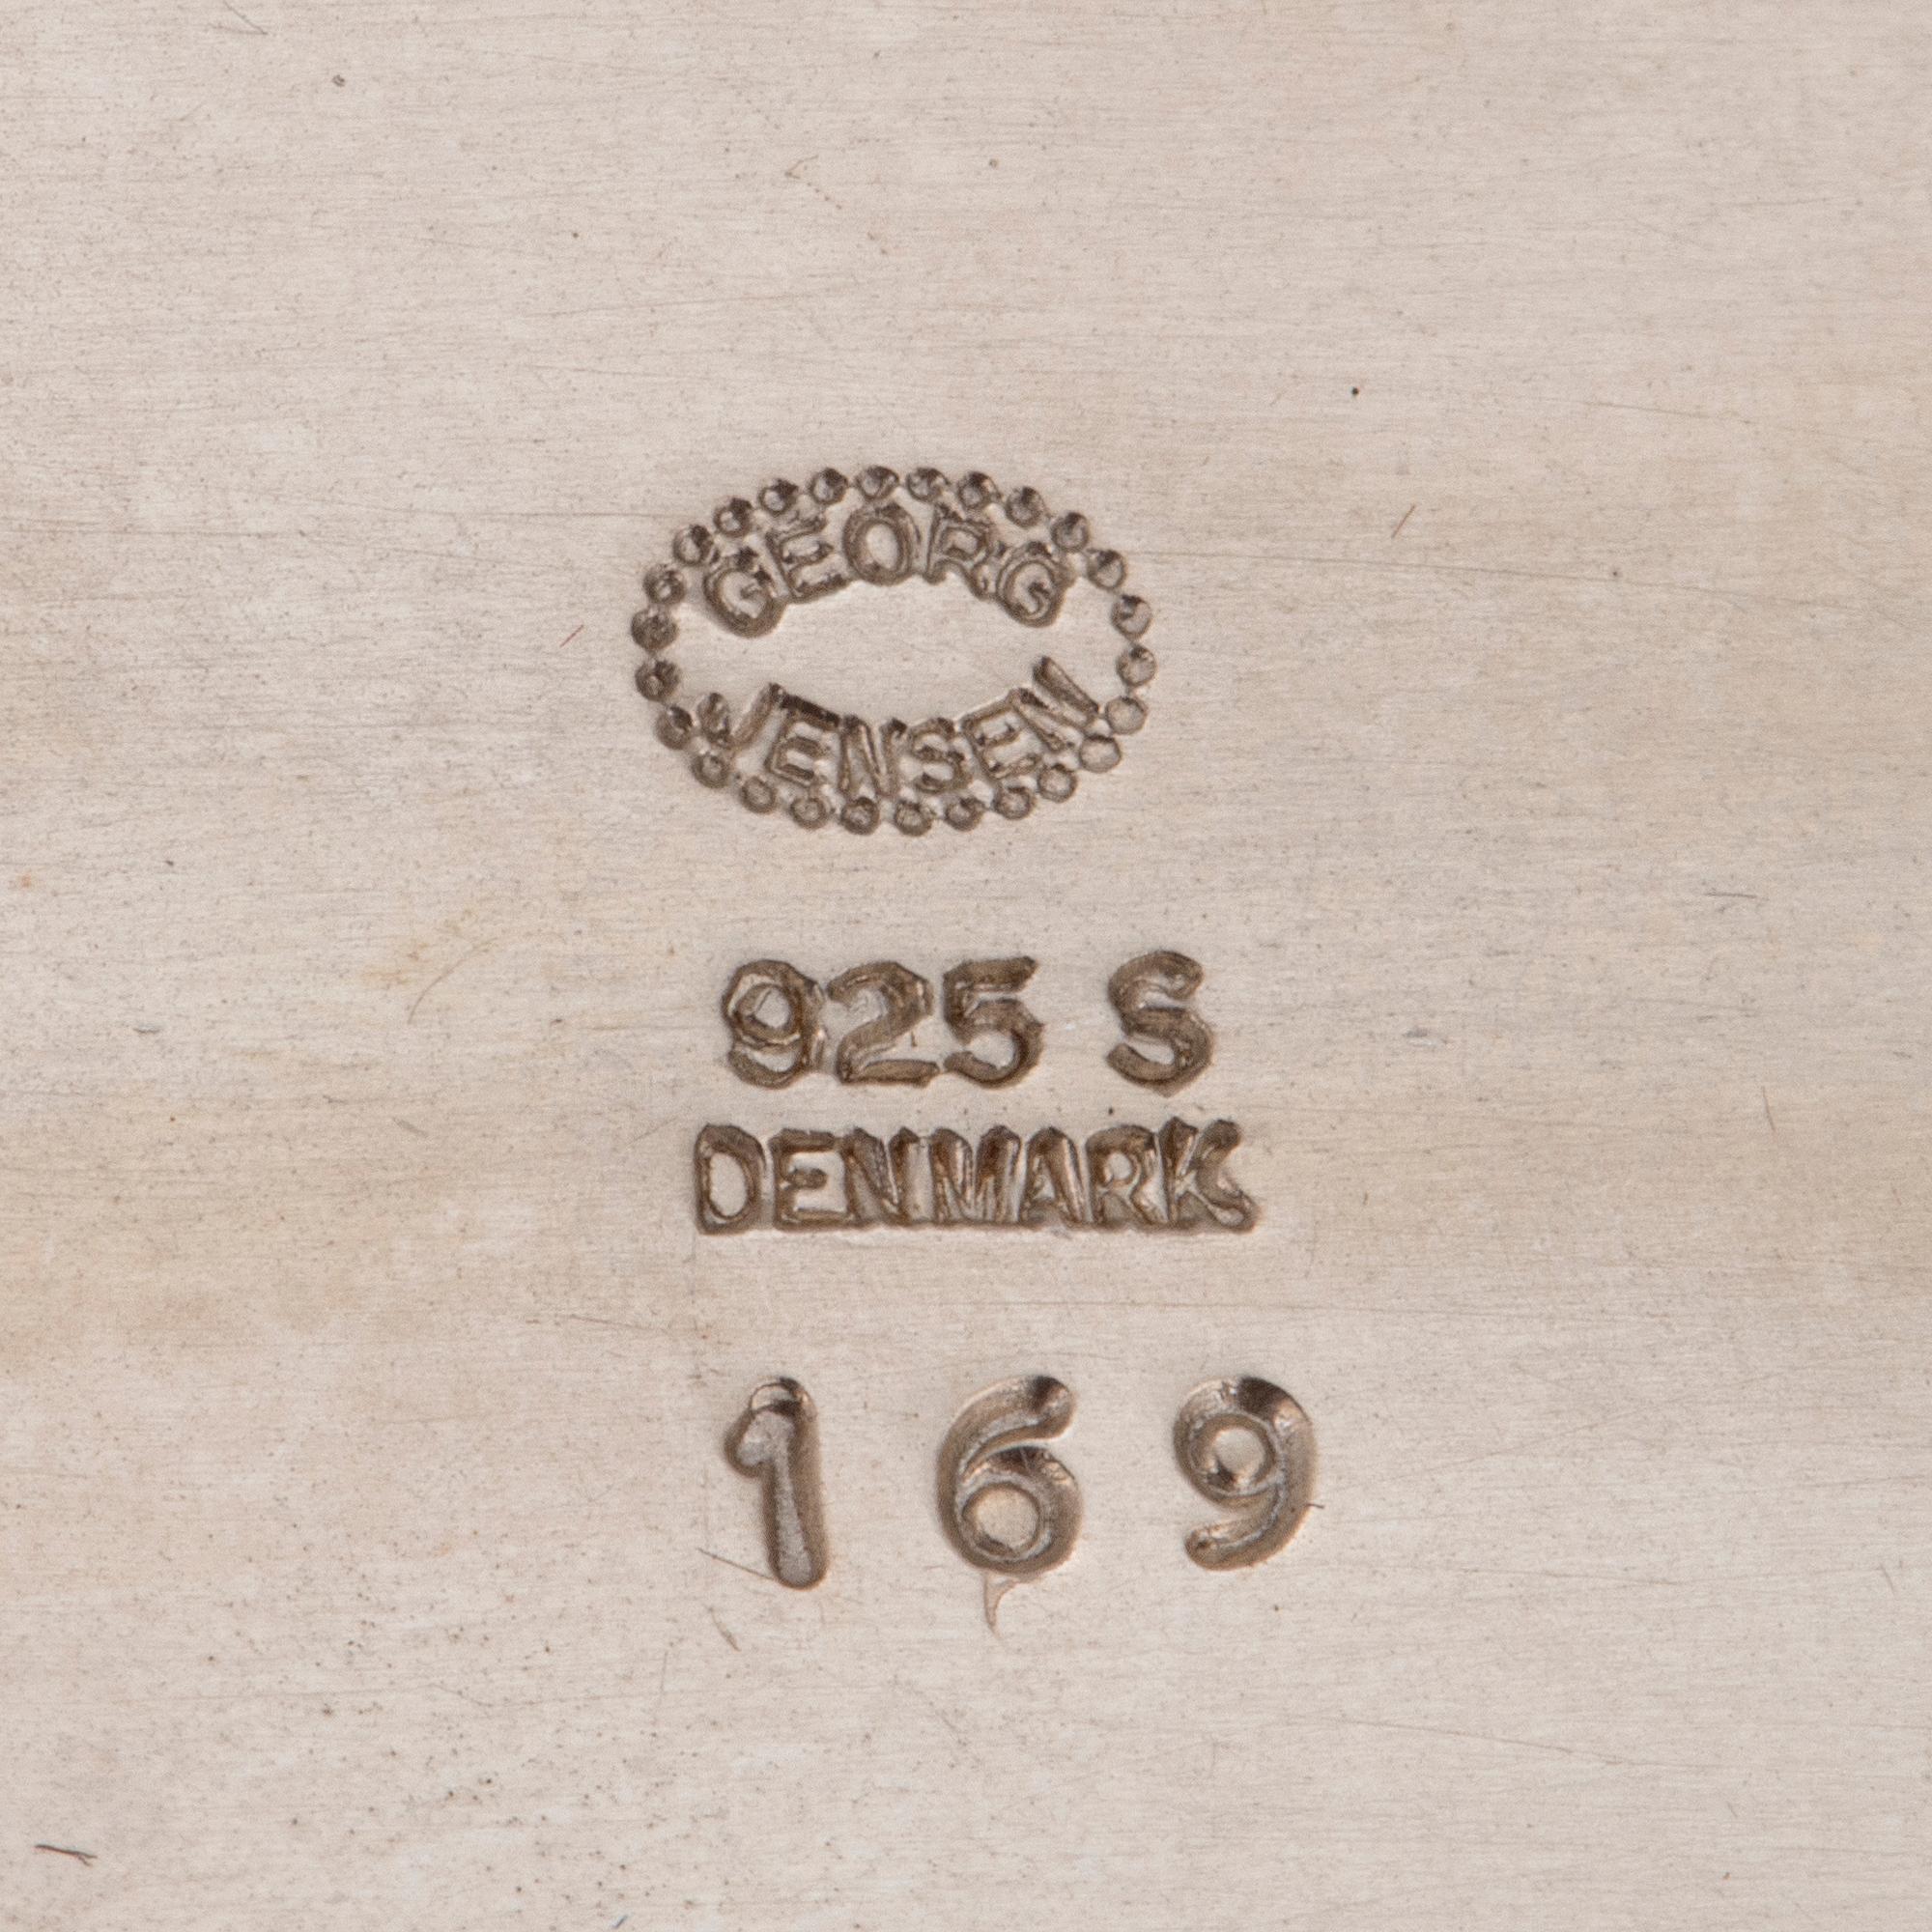 GEORG
JENSEN
925 S
DENMARK
169